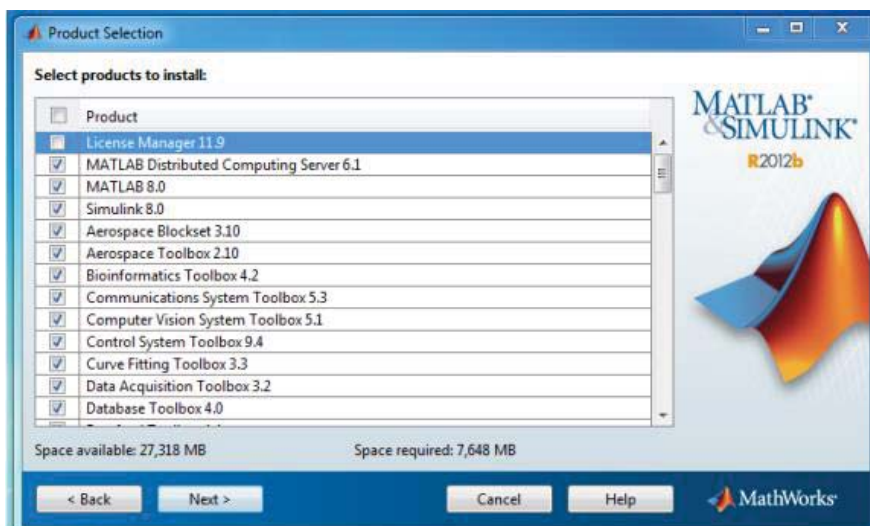 Product Selection
Select products to install:
Product
License Manager 11.9
MATLAB Distributed Computing Server 6.1
MATLAB 8.0
Simulink 8.0
Aerospace Blockset 3.10
Aerospace Toolbox 2.10
Bioinformatics Toolbox 4.2
Communications System Toolbox 5.3
Computer Vision System Toolbox 5.1
Control System Toolbox 9.4
Curve Fitting Toolbox 3.3
Data Acquisition Toolbox 3.2
Database Toolbox 4.0
MATLAB®
&SIMULINK®
R2012b
Space available: 27,318 MB Space required: 7,648 MB
< Back Next > Cancel Help MathWorks®